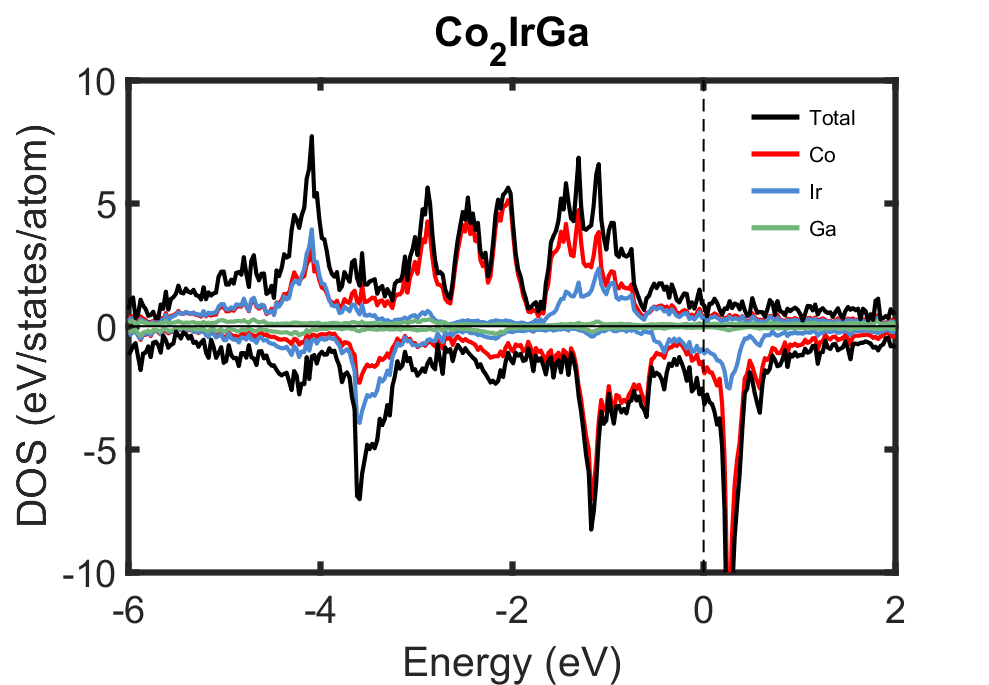 Co₂IrGa
DOS (eV/states/atom)
10
5
0
-5
-10
Total
Co
Ir
Ga
-6
-4
-2
0
2
Energy (eV)